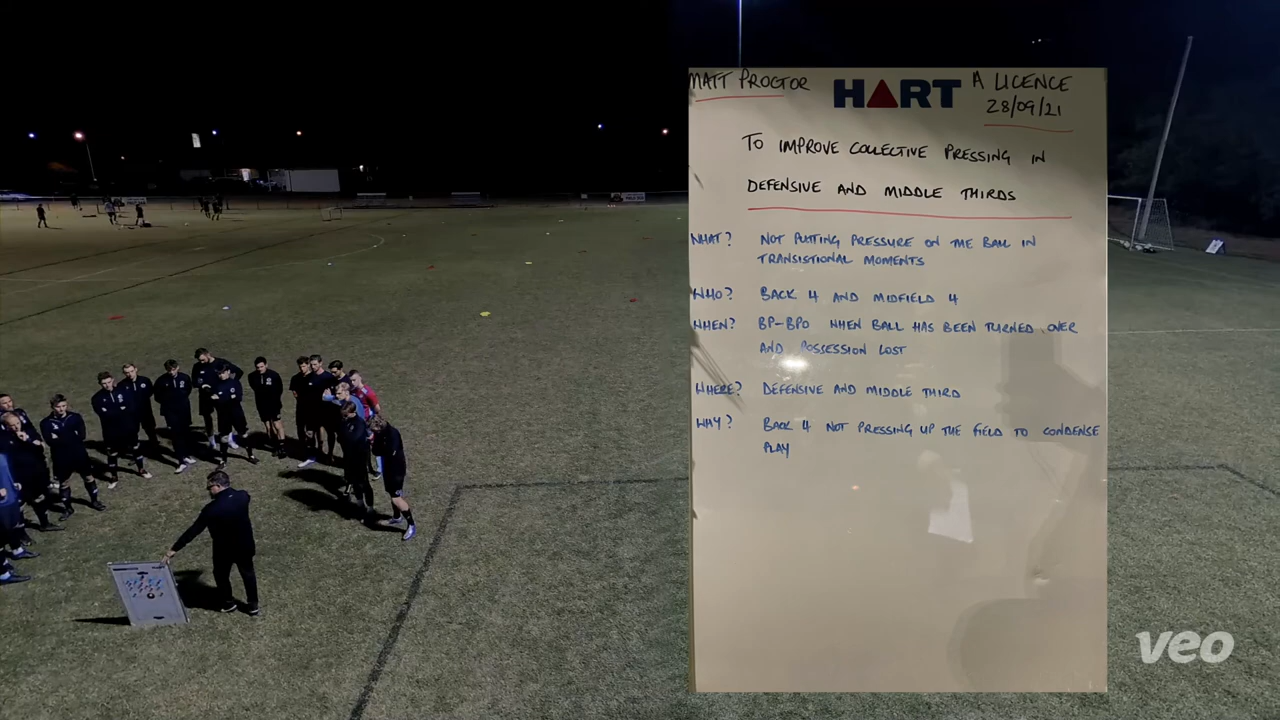 MATT PROCTOR
HART
A LICENCE
28/09/21
TO IMPROVE COLLECTIVE PRESSING IN
DEFENSIVE AND MIDDLE THIRDS
WHAT? NOT PUTTING PRESSURE ON THE BALL IN
TRANSISTIONAL MOMENTS
WHO? BACK 4 AND MIDFIELD 4
WHEN? BP-BPO WHEN BALL HAS BEEN TURNED OVER
AND POSSESSION LOST
WHERE? DEFENSIVE AND MIDDLE THIRD
WHY? BACK 4 NOT PRESSING UP THE FIELD TO CONDENSE
PLAY
veo